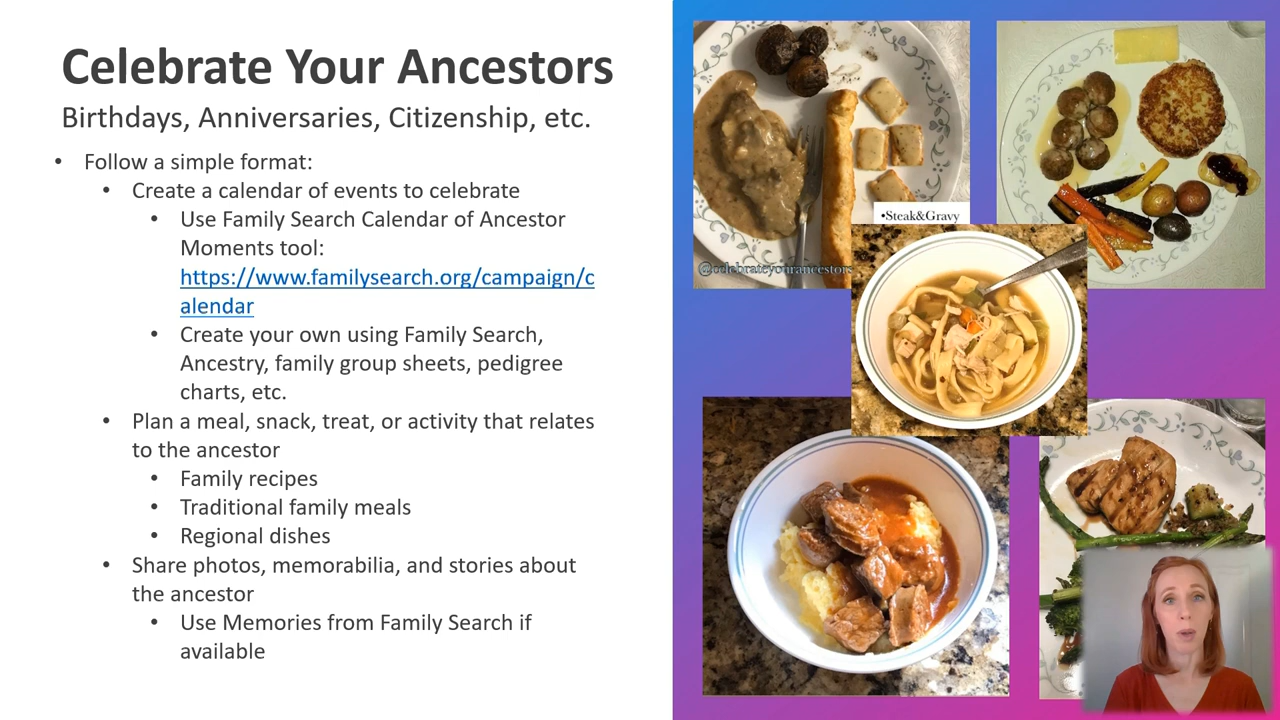 Celebrate Your Ancestors
Birthdays, Anniversaries, Citizenship, etc.
• Follow a simple format:
• Create a calendar of events to celebrate
• Use Family Search Calendar of Ancestor
Moments tool:
https://www.familysearch.org/campaign/c
alendar
• Create your own using Family Search,
Ancestry, family group sheets, pedigree
charts, etc.
• Plan a meal, snack, treat, or activity that relates
to the ancestor
• Family recipes
• Traditional family meals
• Regional dishes
• Share photos, memorabilia, and stories about
the ancestor
• Use Memories from Family Search if
available
•Steak&Gravy
@celebrateyourancestors